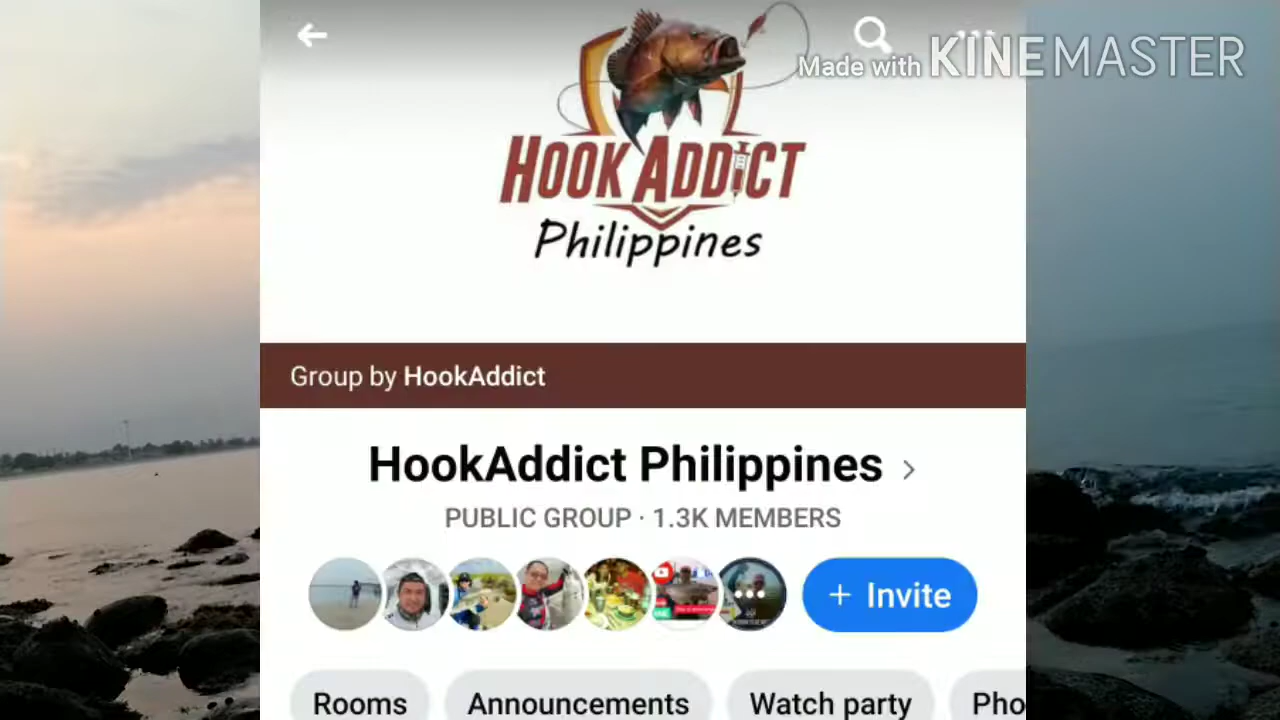 Made with KINEMASTER
HOOK ADDICT
Philippines
Group by HookAddict
HookAddict Philippines
PUBLIC GROUP · 1.3K MEMBERS
+ Invite
Rooms
Announcements
Watch party
Pho